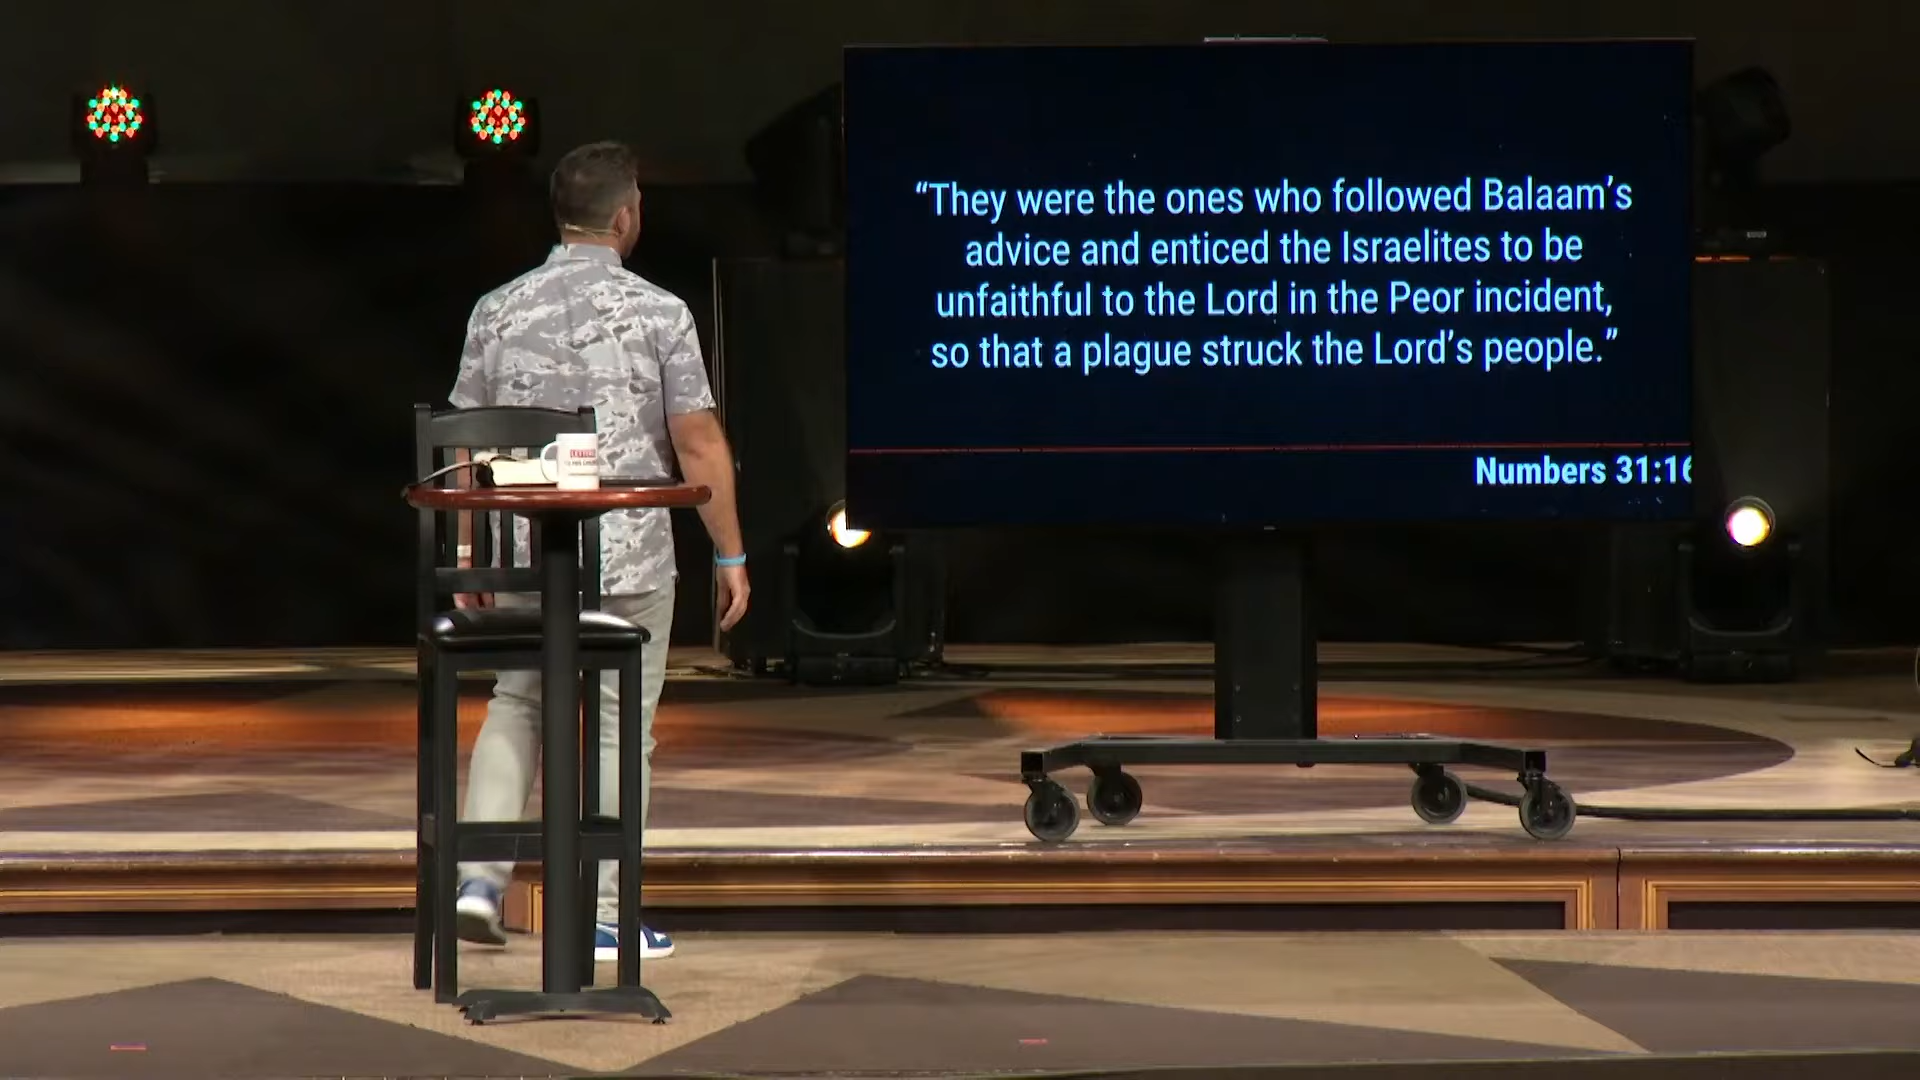 “They were the ones who followed Balaam’s
advice and enticed the Israelites to be
unfaithful to the Lord in the Peor incident,
so that a plague struck the Lord’s people.”
Numbers 31:16